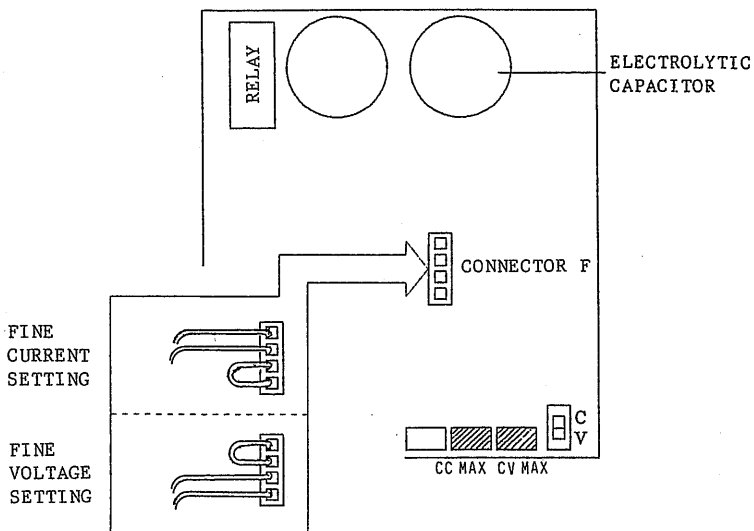 RELAY
ELECTROLYTIC
CAPACITOR
CONNECTOR F
FINE
CURRENT
SETTING
FINE
VOLTAGE
SETTING
C
V
CC MAX CV MAX